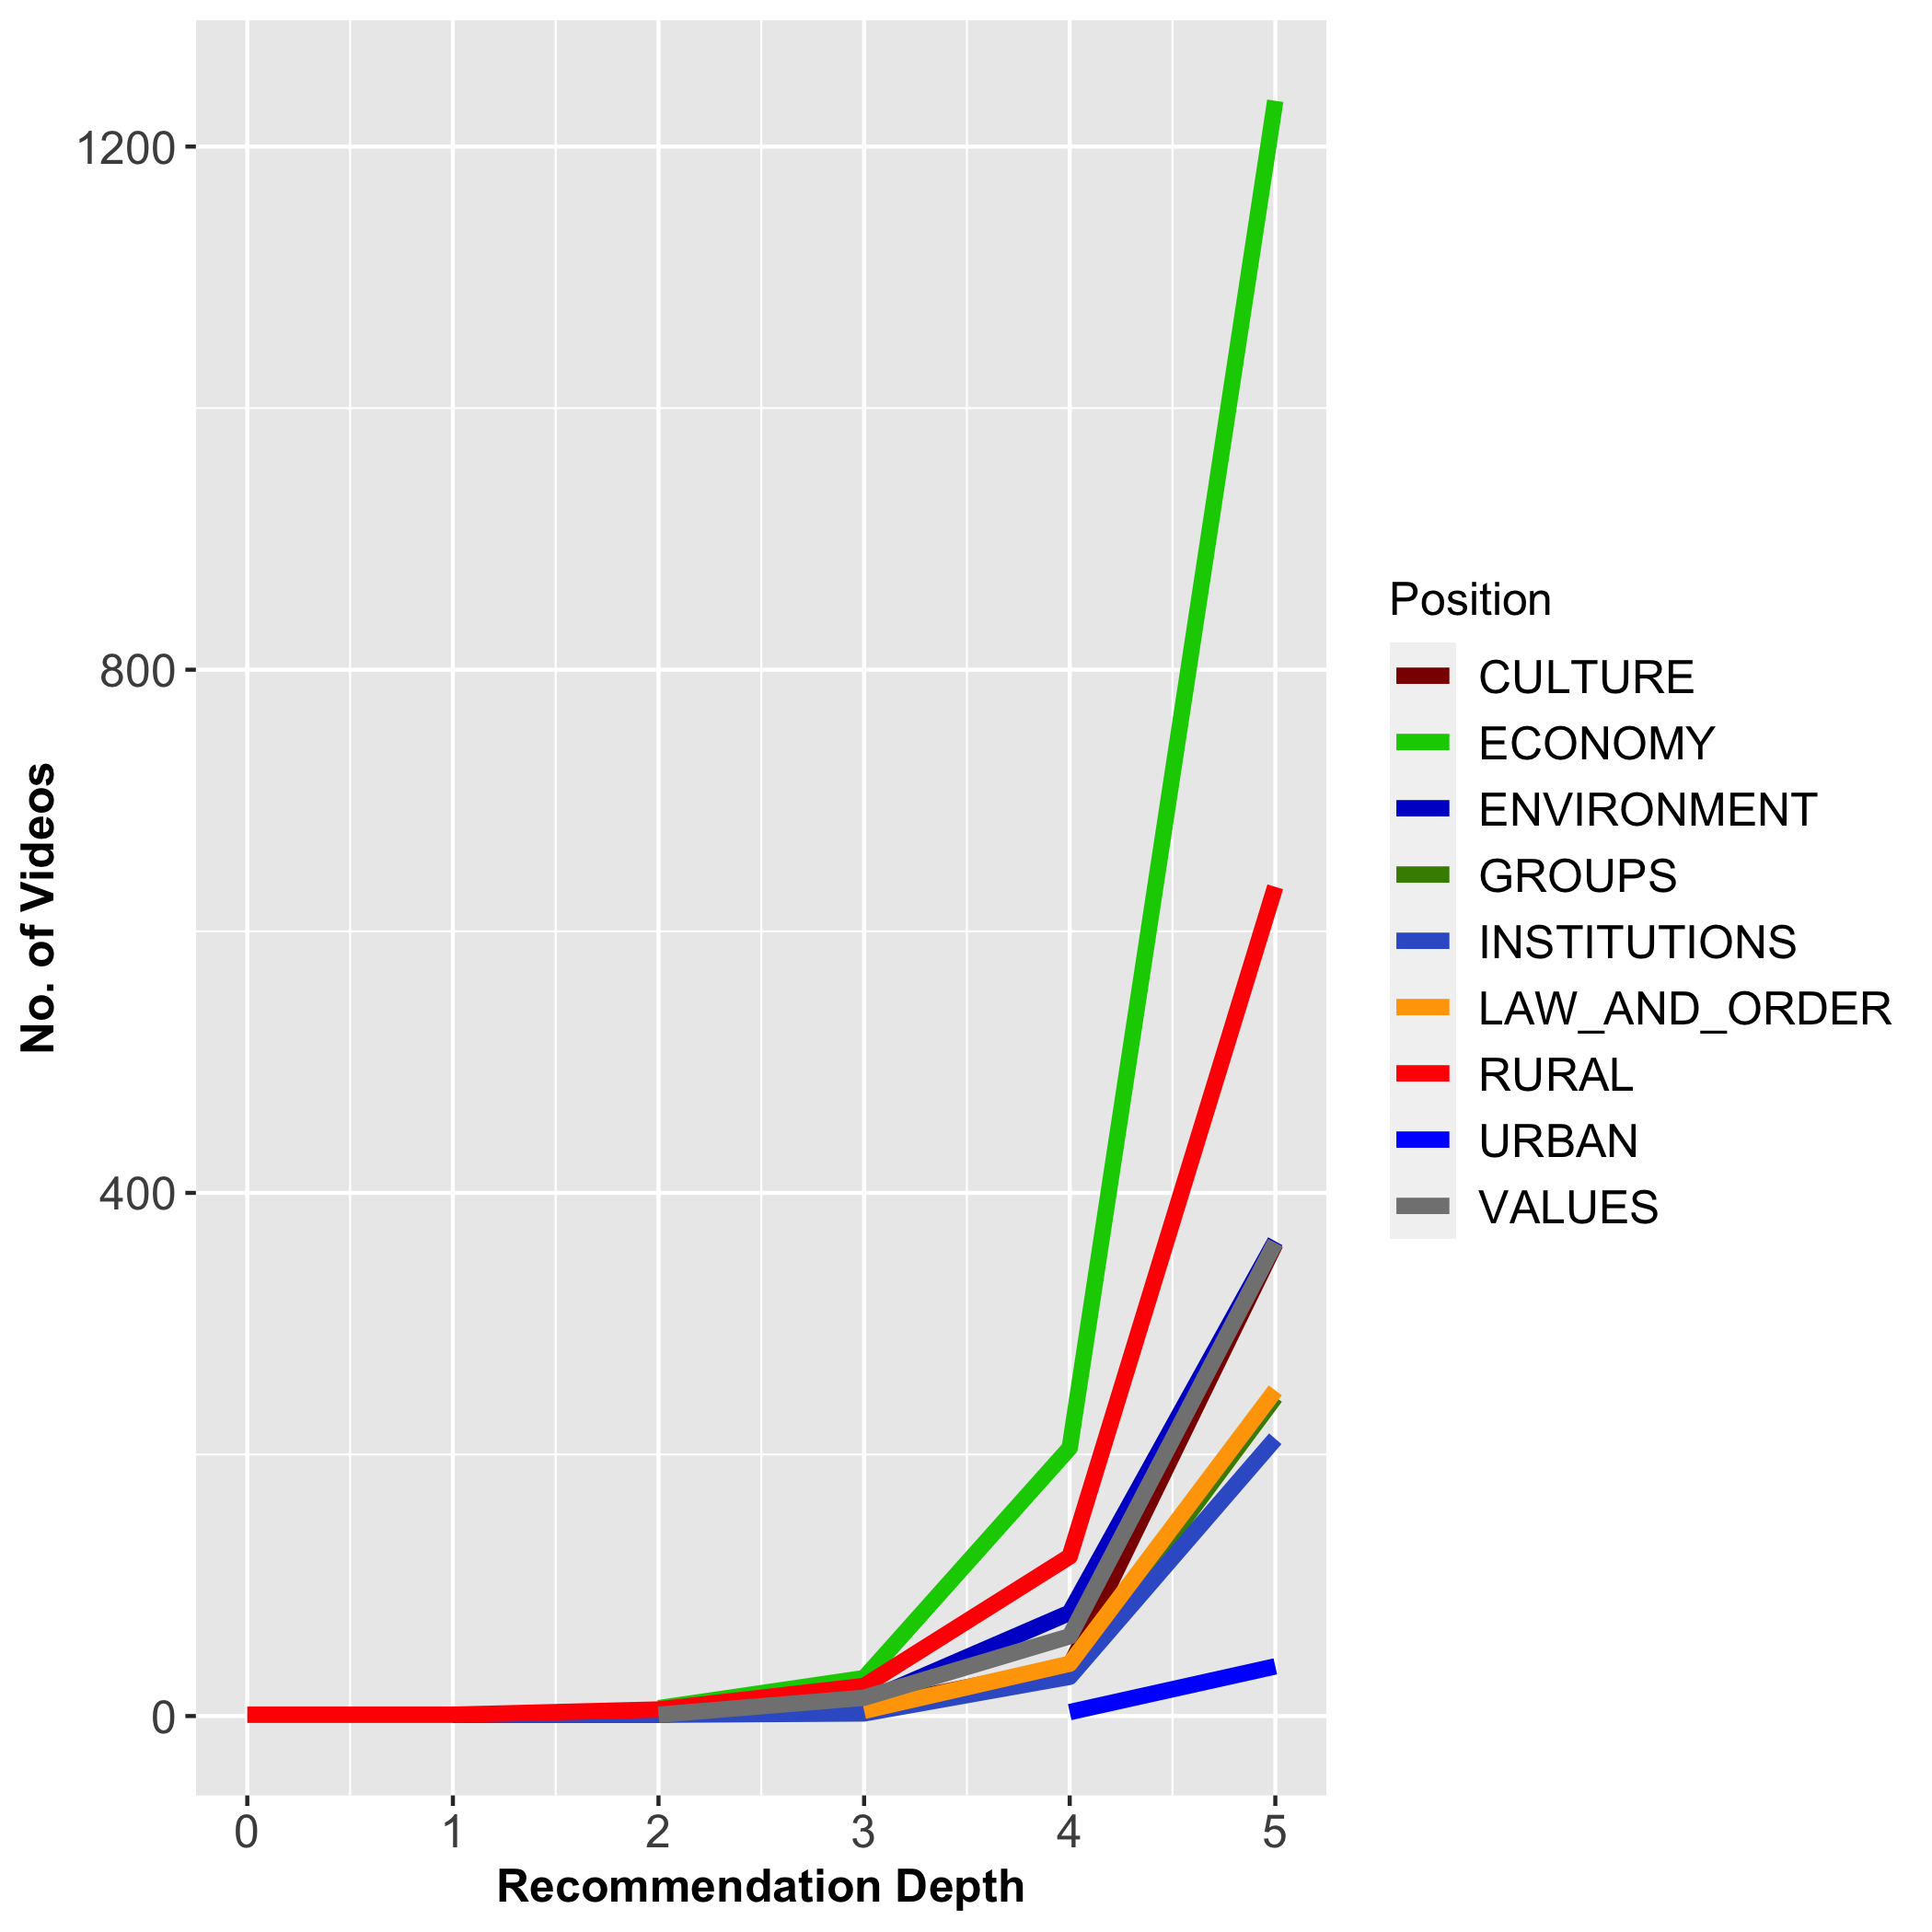 No. of Videos
1200
800
400
0
0 1 2 3 4 5
Recommendation Depth
Position
CULTURE
ECONOMY
ENVIRONMENT
GROUPS
INSTITUTIONS
LAW_AND_ORDER
RURAL
URBAN
VALUES